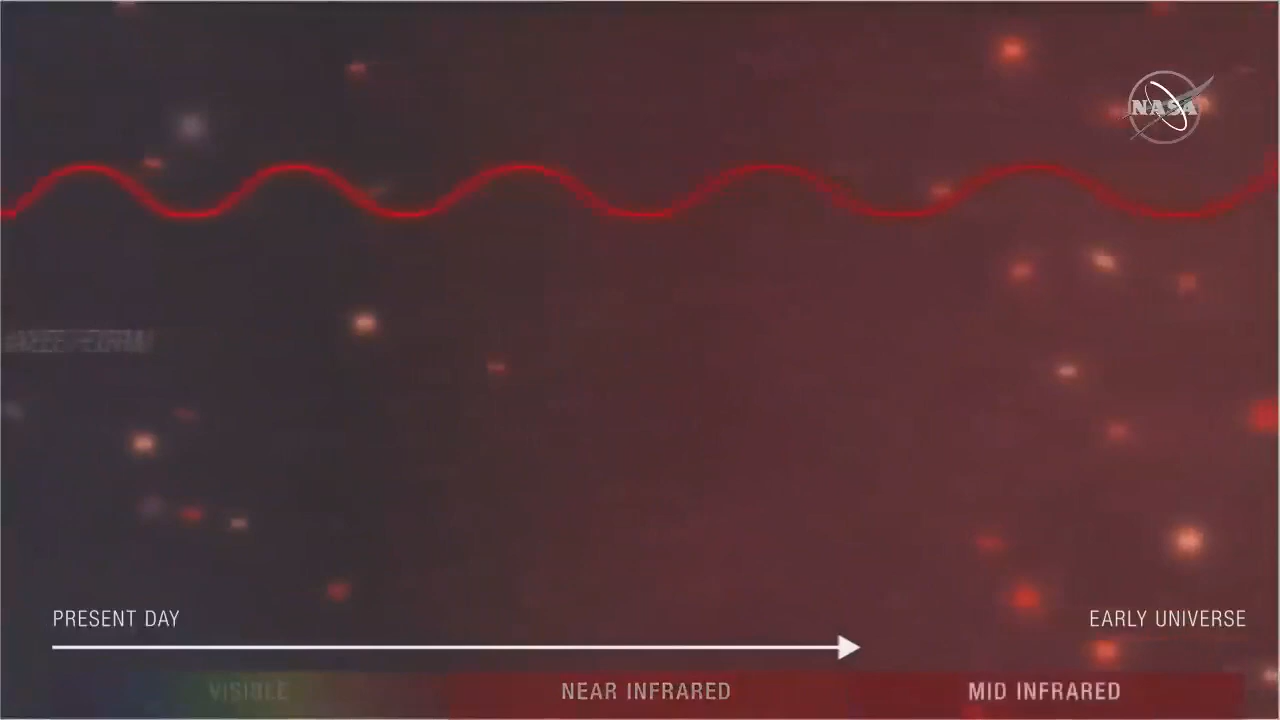 NASA
PRESENT DAY
EARLY UNIVERSE
VISIBLE
NEAR INFRARED
MID INFRARED